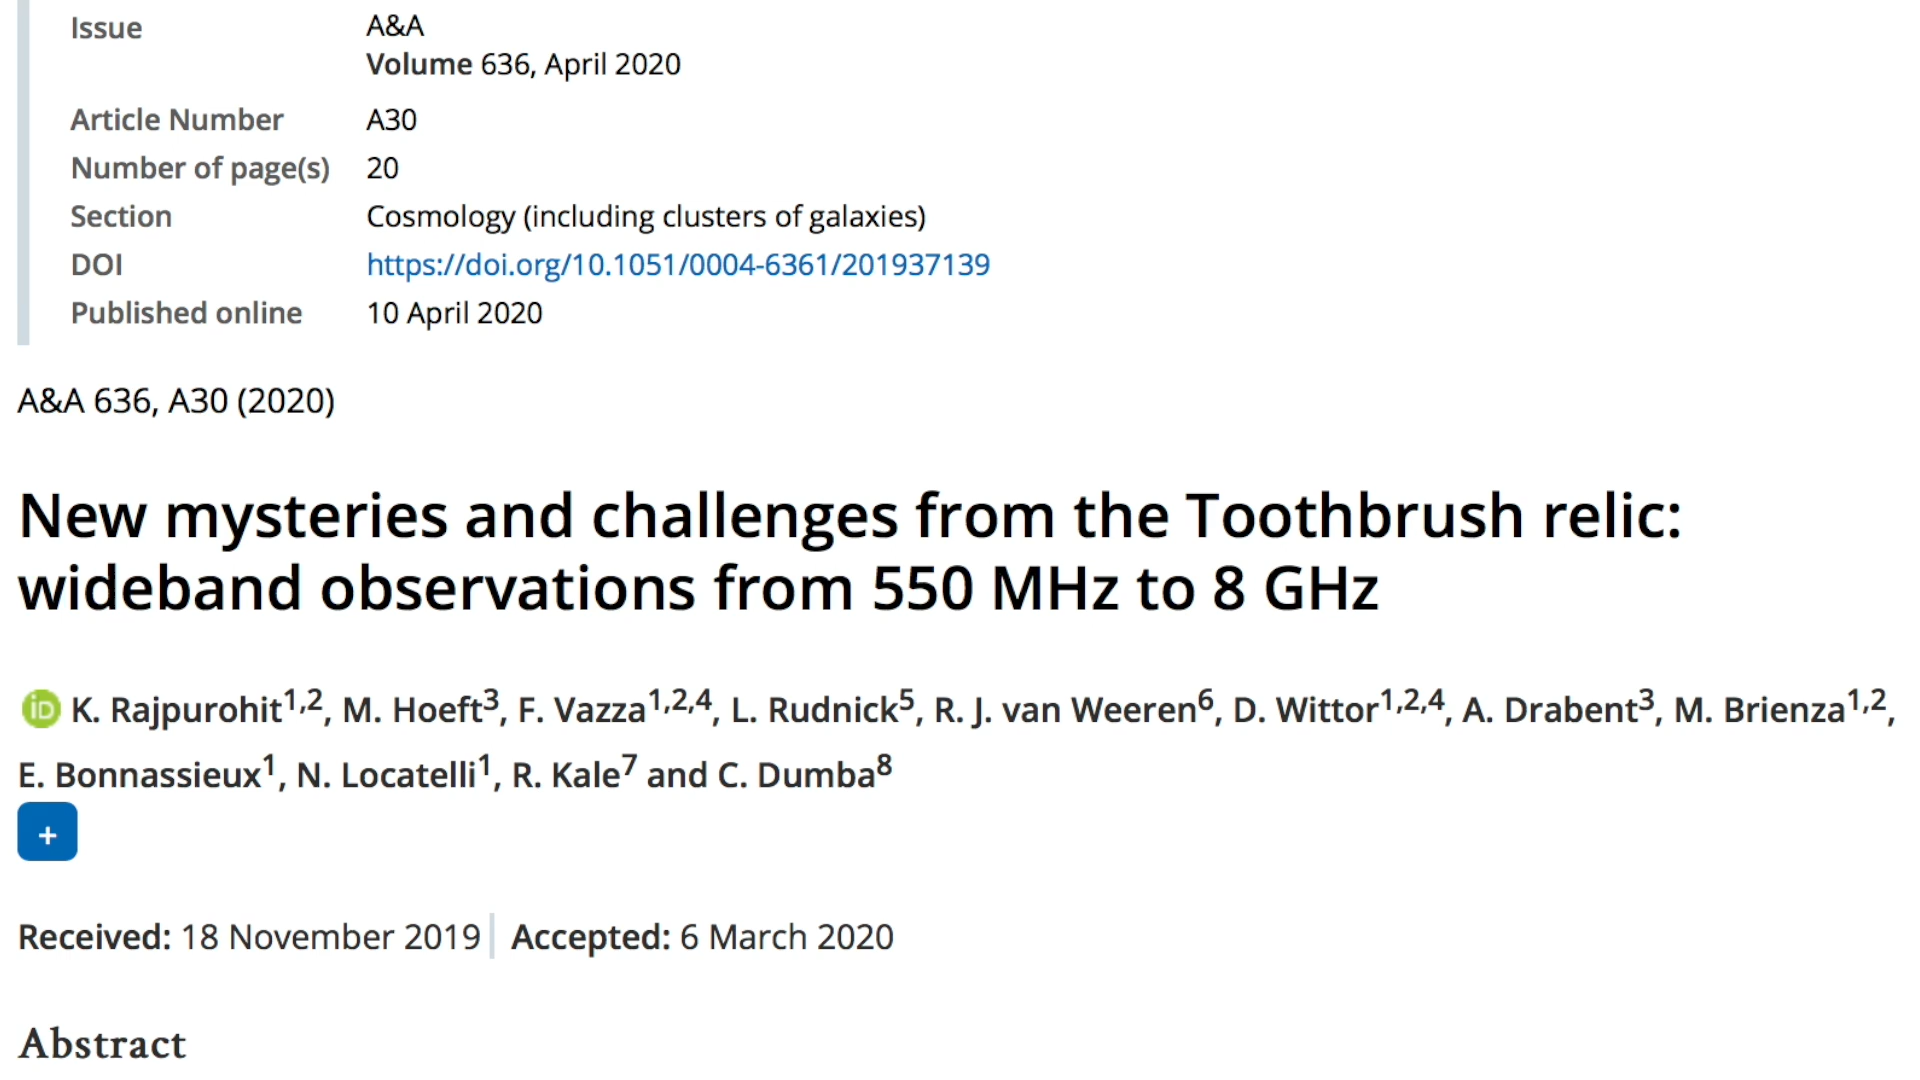 Issue A&A
Volume 636, April 2020
Article Number A30
Number of page(s) 20
Section Cosmology (including clusters of galaxies)
DOI https://doi.org/10.1051/0004-6361/201937139
Published online 10 April 2020
A&A 636, A30 (2020)
New mysteries and challenges from the Toothbrush relic:
wideband observations from 550 MHz to 8 GHz
iD K. Rajpurohit1,2, M. Hoeft3, F. Vazza1,2,4, L. Rudnick5, R. J. van Weeren6, D. Wittor1,2,4, A. Drabent3, M. Brienza1,2,
E. Bonnassieux1, N. Locatelli1, R. Kale7 and C. Dumba8
+
Received: 18 November 2019 Accepted: 6 March 2020
Abstract